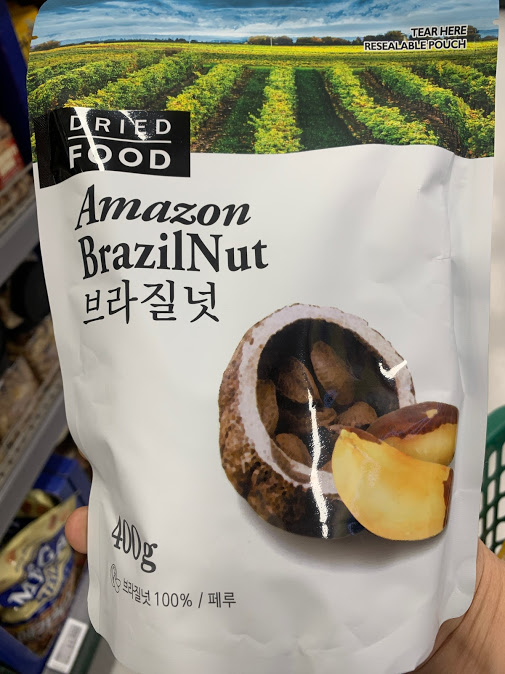 TEAR HERE
RESEALABLE POUCH
DRIED
FOOD
Amazon
BrazilNut
브라질넛
400g
브라질넛 100% / 페루